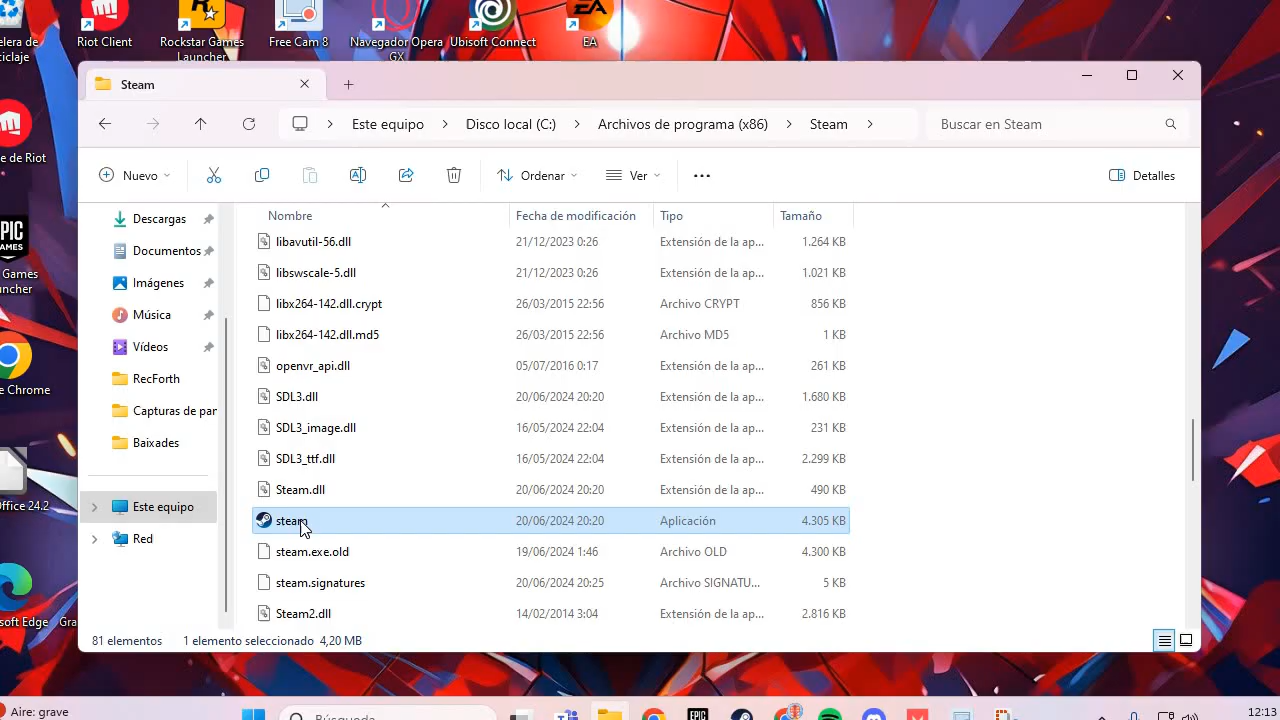 elera de
ciclaje
Riot Client
Rockstar Games
Launcher
Free Cam 8
Navegador Opera
GX
Ubisoft Connect
EA
EA
e de Riot
EPIC
GAMES
Games
ncher
e Chrome
ffice 24.2
soft Edge
Gra
Steam
Este equipo
Disco local (C:)
Archivos de programa (x86)
Steam
Buscar en Steam
Nuevo
Ordenar
Ver
Detalles
Descargas
Documentos
Imágenes
Música
Vídeos
RecForth
Capturas de pan
Baixades
Este equipo
Red
Nombre Fecha de modificación Tipo Tamaño
libavutil-56.dll 21/12/2023 0:26 Extensión de la ap... 1.264 KB
libswscale-5.dll 21/12/2023 0:26 Extensión de la ap... 1.021 KB
libx264-142.dll.crypt 26/03/2015 22:56 Archivo CRYPT 856 KB
libx264-142.dll.md5 26/03/2015 22:56 Archivo MD5 1 KB
openvr_api.dll 05/07/2016 0:17 Extensión de la ap... 261 KB
SDL3.dll 20/06/2024 20:20 Extensión de la ap... 1.680 KB
SDL3_image.dll 16/05/2024 22:04 Extensión de la ap... 231 KB
SDL3_ttf.dll 16/05/2024 22:04 Extensión de la ap... 2.299 KB
Steam.dll 20/06/2024 20:20 Extensión de la ap... 490 KB
steam 20/06/2024 20:20 Aplicación 4.305 KB
steam.exe.old 19/06/2024 1:46 Archivo OLD 4.300 KB
steam.signatures 20/06/2024 20:25 Archivo SIGNATU... 5 KB
Steam2.dll 14/02/2014 3:04 Extensión de la ap... 2.816 KB
81 elementos 1 elemento seleccionado 4,20 MB
Aire: grave
Búsqueda
EPIC
12:13